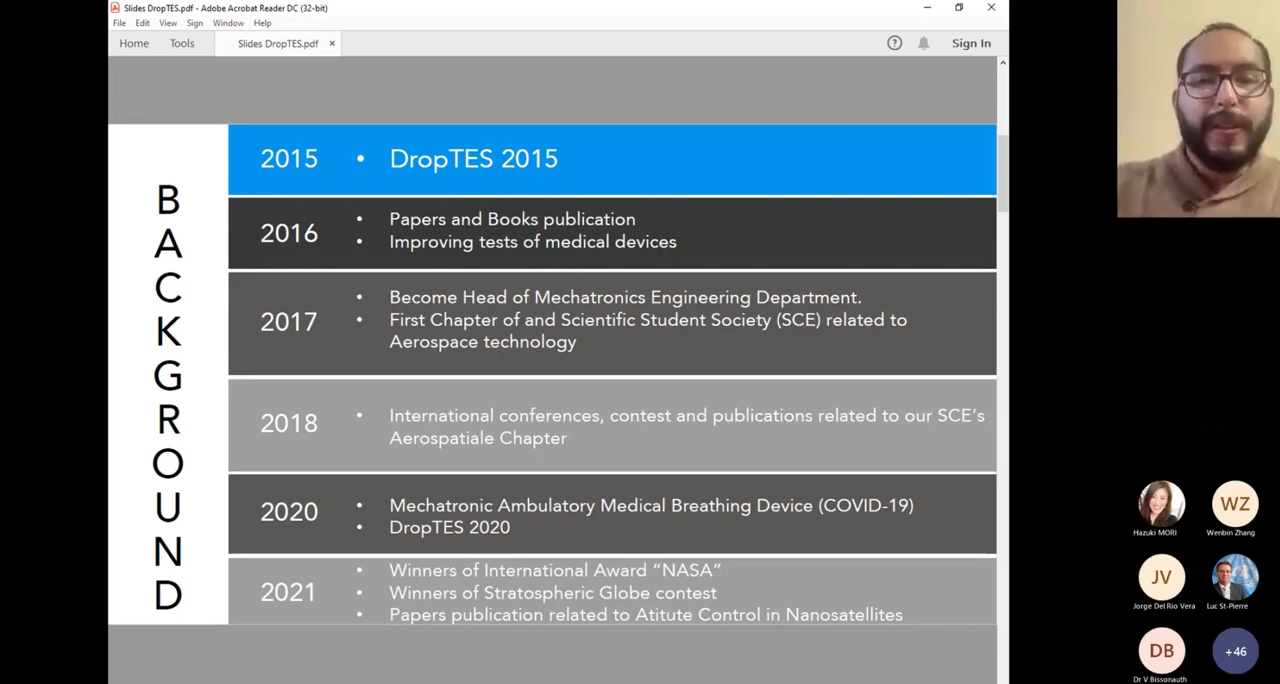 Slides DropTES.pdf - Adobe Acrobat Reader DC (32-bit)
File Edit View Sign Window Help
Home Tools Slides DropTES.pdf × Sign In
BACKGROUND
2015 • DropTES 2015
2016
• Papers and Books publication
• Improving tests of medical devices
2017
• Become Head of Mechatronics Engineering Department.
• First Chapter of and Scientific Student Society (SCE) related to
Aerospace technology
2018
• International conferences, contest and publications related to our SCE's
Aerospatiale Chapter
2020
• Mechatronic Ambulatory Medical Breathing Device (COVID-19)
• DropTES 2020
2021
• Winners of International Award “NASA”
• Winners of Stratospheric Globe contest
• Papers publication related to Atitute Control in Nanosatellites
WZ
Hazuki MORI Wenbin Zhang
JV
Jorge Del Rio Vera Luc St-Pierre
DB +46
Dr V Bissonauth